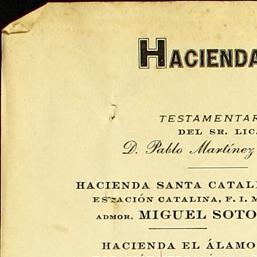 HACIENDA
TESTAMENTAR
DEL SR. LIC.
D. Pablo Martínez
HACIENDA SANTA CATAL
ESTACIÓN CATALINA, F. I. M
ADMOR. MIGUEL SOTO
HACIENDA EL ÁLAMO